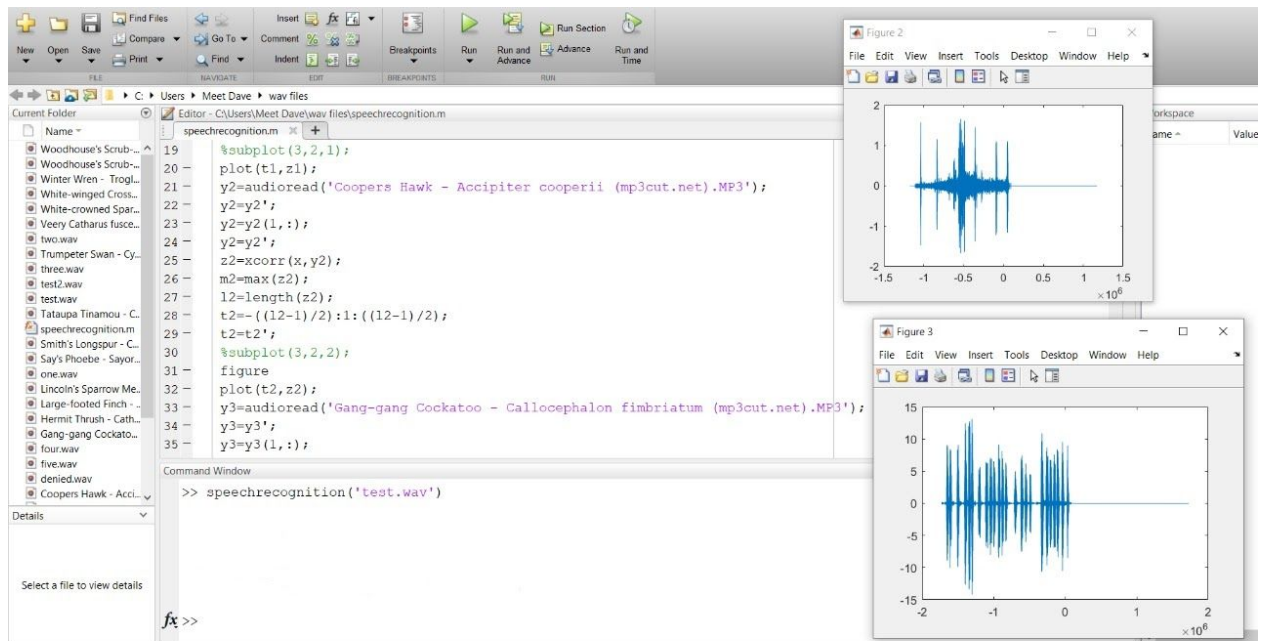 Find Files
Insert fx
New Open Save
Compare Go To Comment
Breakpoints Run Run and Advance Run Section Advance Run and Time
Print Find Indent
FILE NAVIGATE EDIT BREAKPOINTS RUN
C: Users Meet Dave wav files
Current Folder
Name
Woodhouse's Scrub-...
Woodhouse's Scrub-...
Winter Wren - Trogl...
White-winged Cross...
White-crowned Spar...
Veery Catharus fusce...
two.wav
Trumpeter Swan - Cy...
three.wav
test2.wav
test.wav
Tataupa Tinamou - C...
speechrecognition.m
Smith's Longspur - C...
Say's Phoebe - Sayor...
one.wav
Lincoln's Sparrow Me...
Large-footed Finch - ...
Hermit Thrush - Cath...
Gang-gang Cockato...
four.wav
five.wav
denied.wav
Coopers Hawk - Acci...
Details
Select a file to view details
Editor - C:\Users\Meet Dave\wav files\speechrecognition.m
speechrecognition.m
19 %subplot(3,2,1);
20 - plot(t1,z1);
21 - y2=audioread('Coopers Hawk - Accipiter cooperii (mp3cut.net).MP3');
22 - y2=y2';
23 - y2=y2(1,:);
24 - y2=y2';
25 - z2=xcorr(x,y2);
26 - m2=max(z2);
27 - l2=length(z2);
28 - t2=-((l2-1)/2):1:((l2-1)/2);
29 - t2=t2';
30 %subplot(3,2,2);
31 - figure
32 - plot(t2,z2);
33 - y3=audioread('Gang-gang Cockatoo - Callocephalon fimbriatum (mp3cut.net).MP3');
34 - y3=y3';
35 - y3=y3(1,:);
Command Window
>> speechrecognition('test.wav')
fx >>
Figure 2
File Edit View Insert Tools Desktop Window Help
2
1
0
-1
-2
-1.5 -1 -0.5 0 0.5 1 1.5
×10^6
orkspace
ame Value
Figure 3
File Edit View Insert Tools Desktop Window Help
15
10
5
0
-5
-10
-15
-2 -1 0 1 2
×10^6